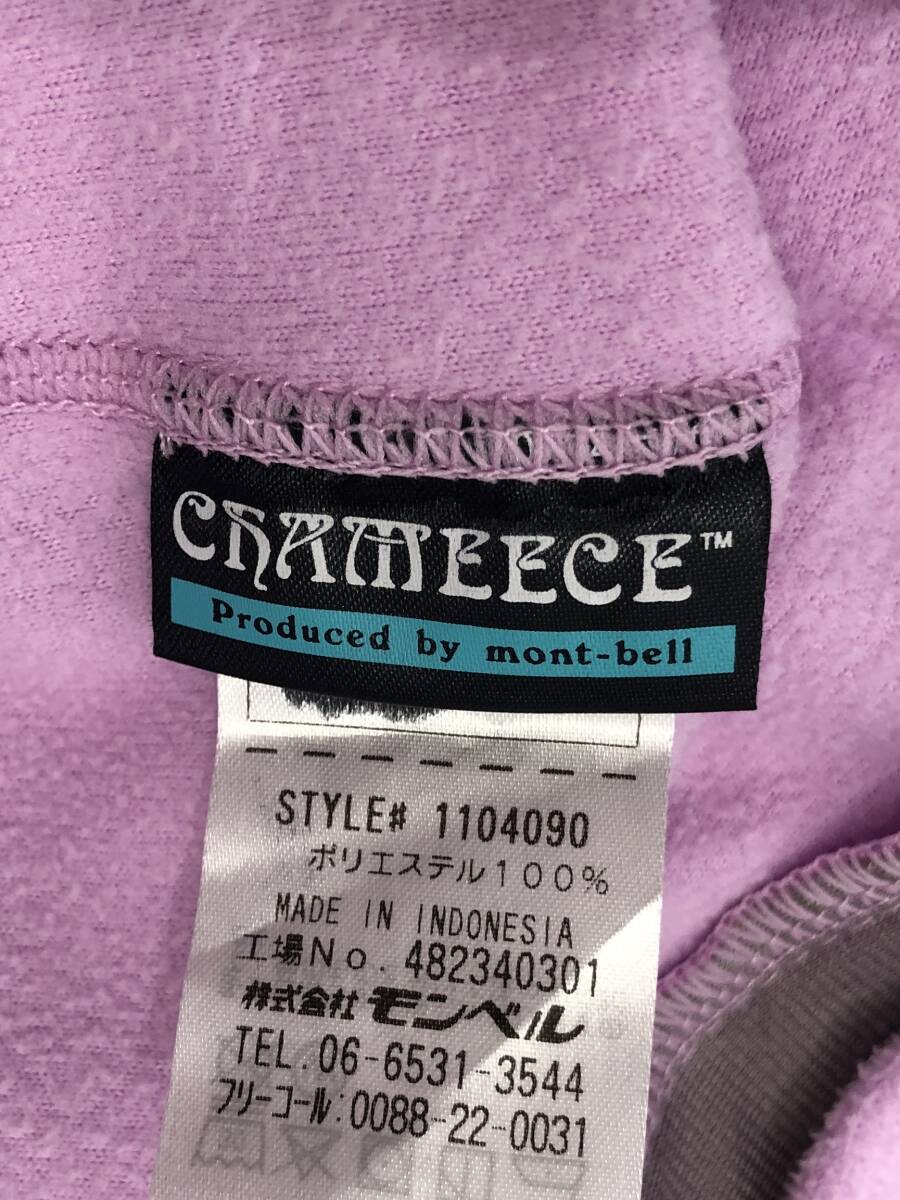 CHAMEECE™
Produced by mont-bell
STYLE# 1104090
ポリエステル100%
MADE IN INDONESIA
工場No. 482340301
株式会社 モンベル
TEL. 06-6531-3544
フリーコール:0088-22-0031